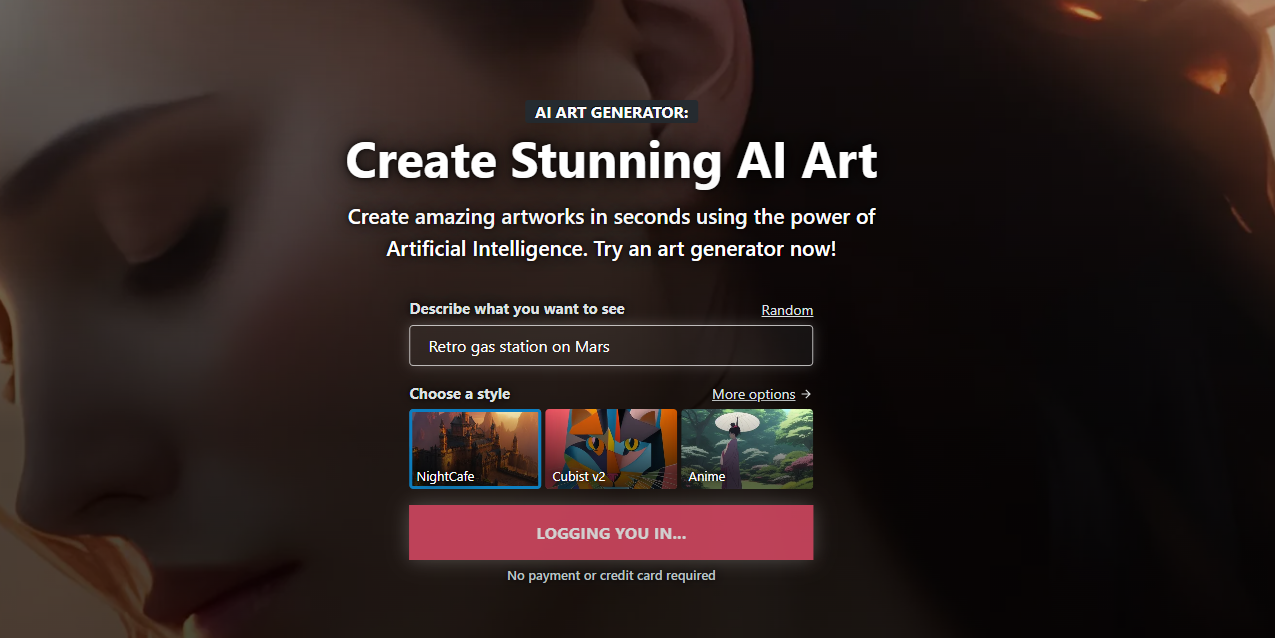 AI ART GENERATOR:
Create Stunning AI Art
Create amazing artworks in seconds using the power of
Artificial Intelligence. Try an art generator now!
Describe what you want to see
Random
Retro gas station on Mars
Choose a style
More options →
NightCafe
Cubist v2
Anime
LOGGING YOU IN...
No payment or credit card required